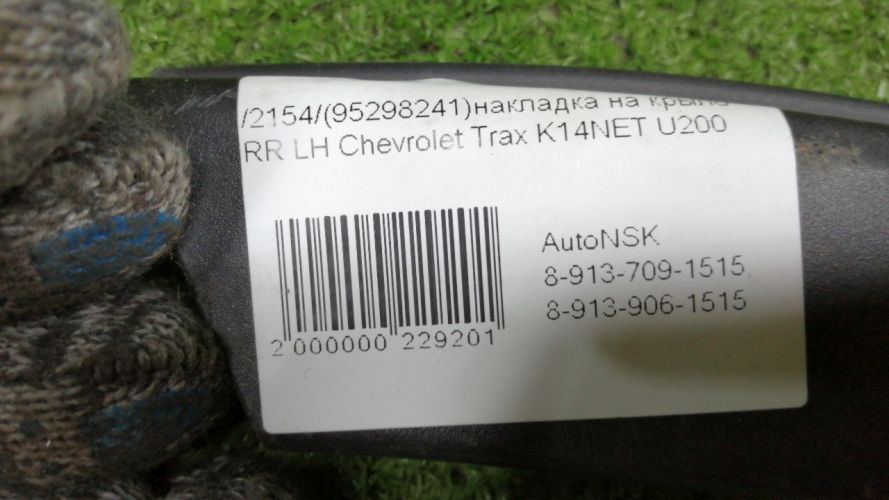 /2154/(95298241)накладка на крыло
RR LH Chevrolet Trax K14NET U200
AutoNSK
8-913-709-1515
8-913-906-1515
2 000000 229201